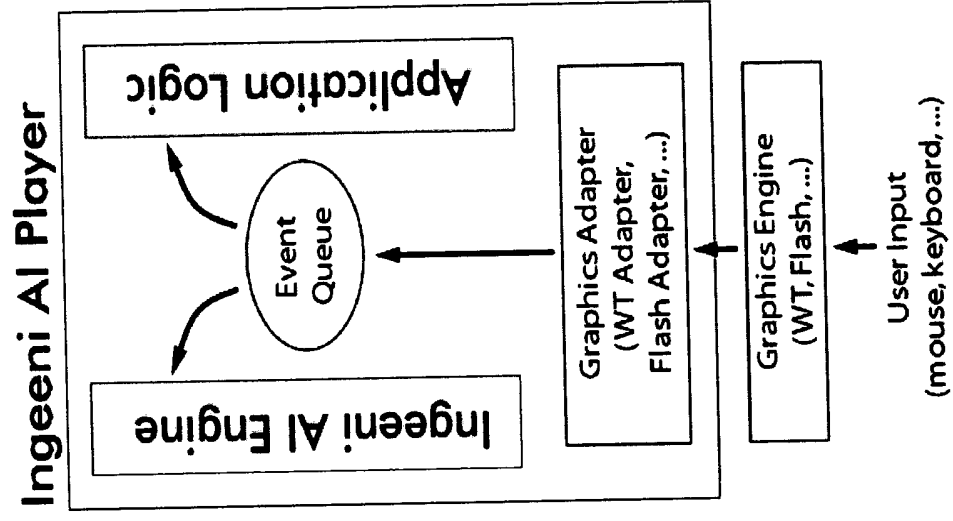 Ingeeni AI Player
Ingeeni AI Engine
Application Logic
Event
Queue
Graphics Adapter
(WT Adapter,
Flash Adapter, ...)
Graphics Engine
(WT, Flash, ...)
User Input
(mouse, keyboard, ...)